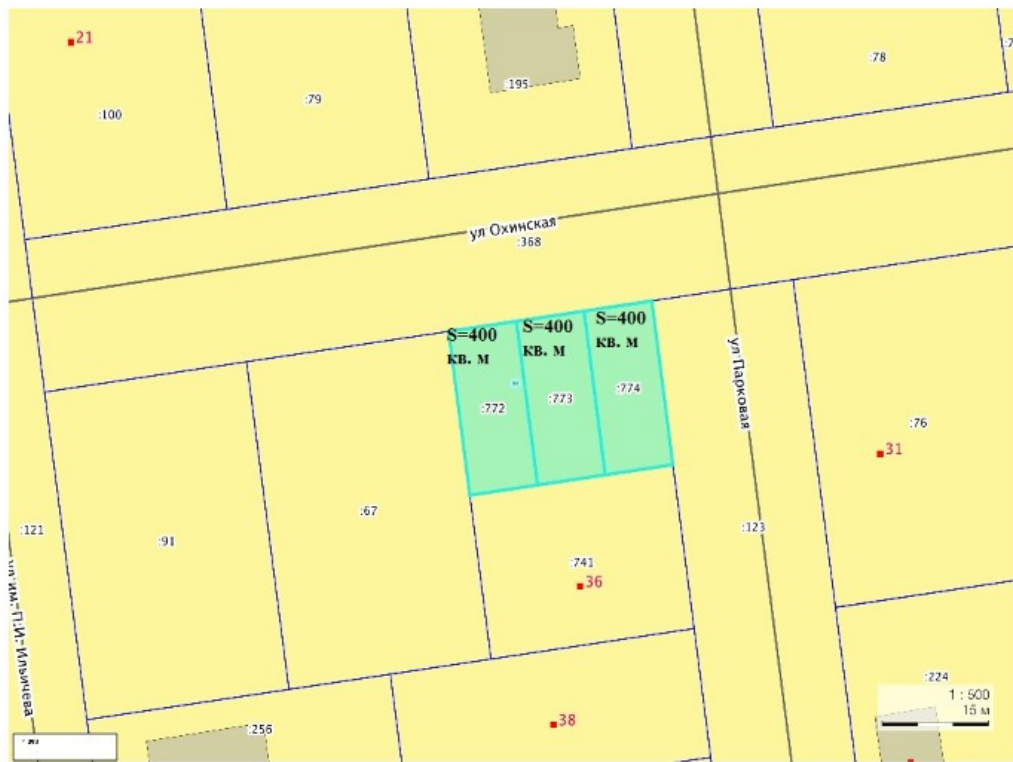 21
:100
:79
:195
:78
ул Охинская
:368
S=400
кв. м
S=400
кв. м
S=400
кв. м
:772
:773
:774
ул Парковая
:76
31
:67
:91
:121
:123
:741
36
ул им. П.И. Ильичева
:224
1 : 500
15 м
38
:256